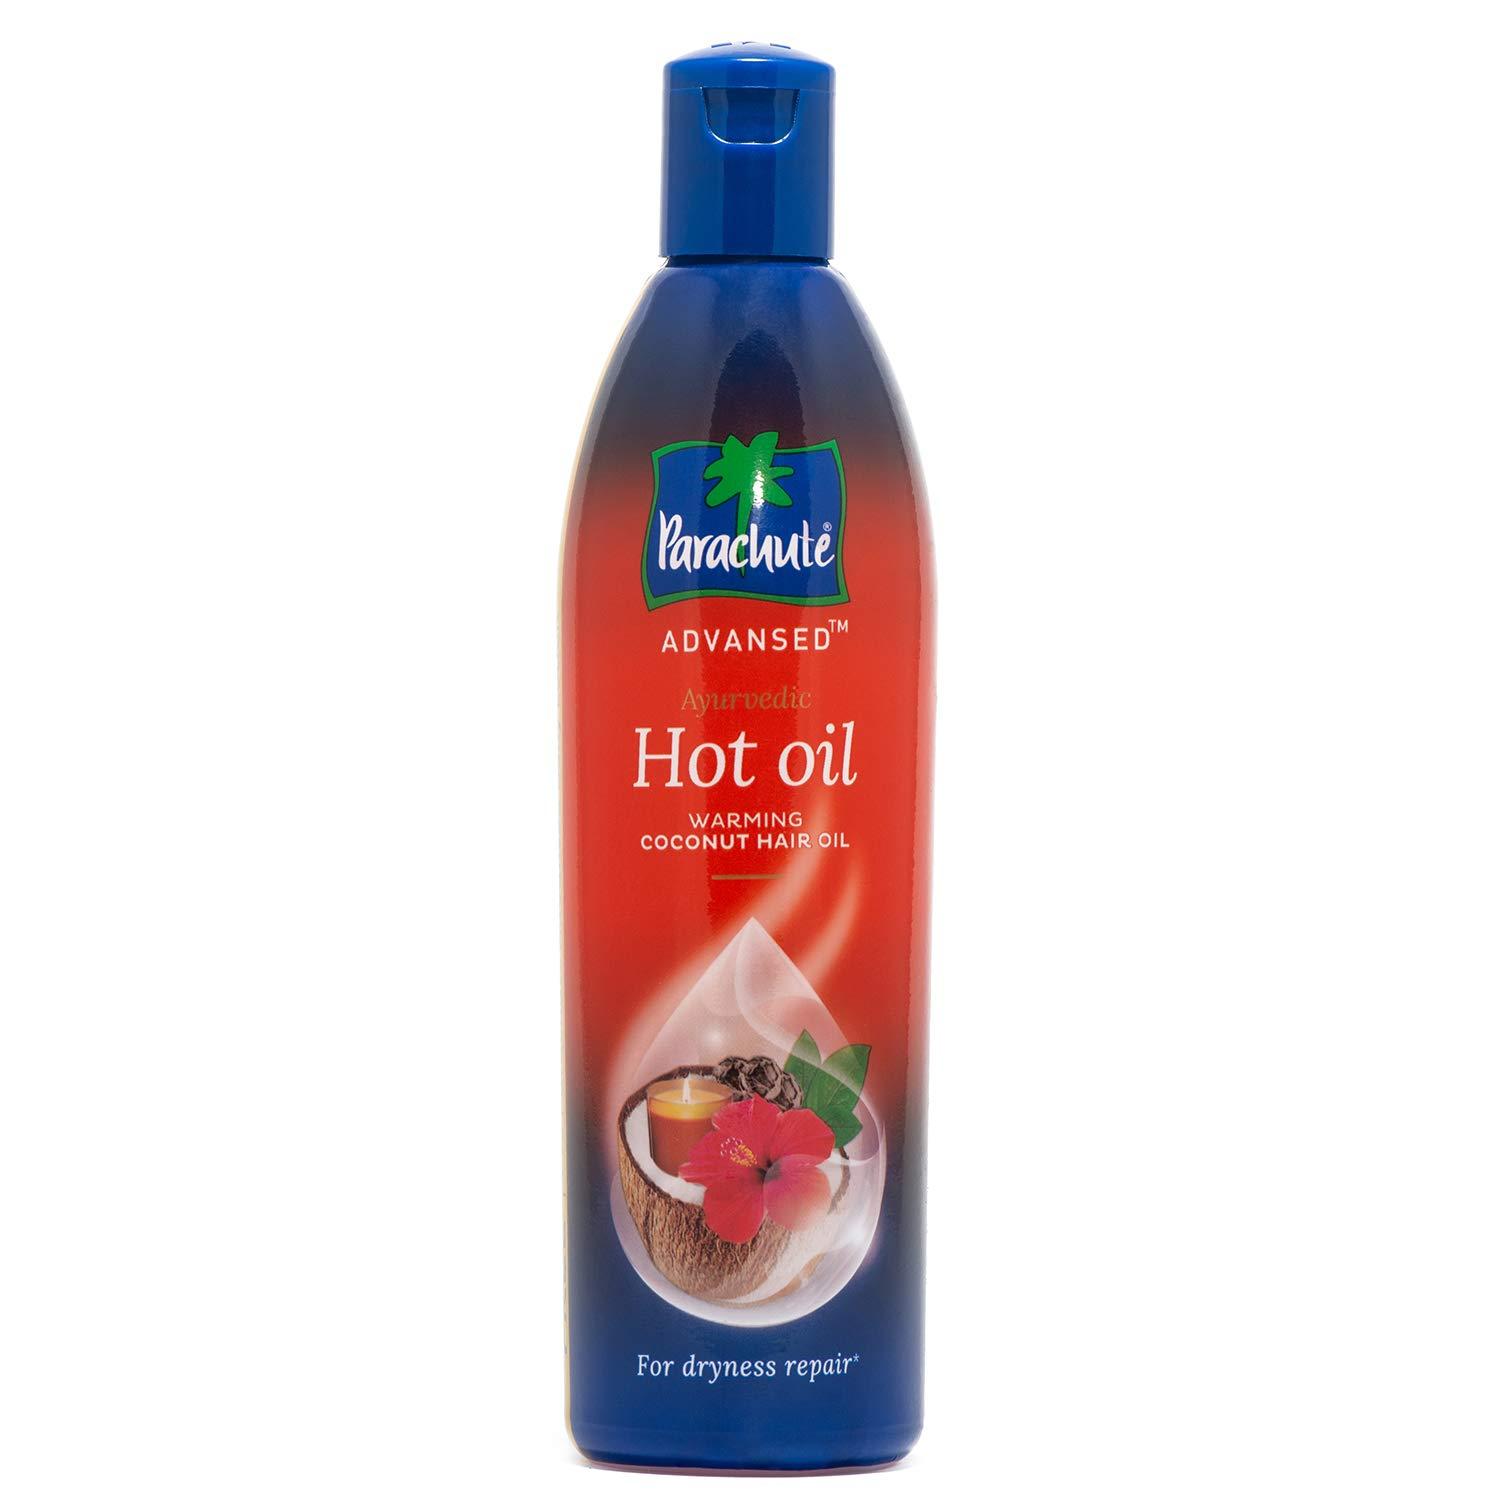 Parachute®
ADVANSED™
Ayurvedic
Hot oil
WARMING
COCONUT HAIR OIL
For dryness repair*